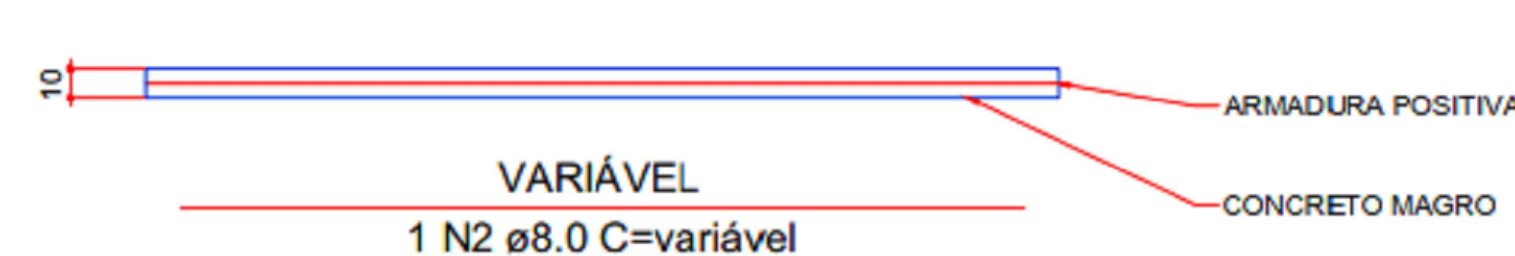 10
ARMADURA POSITIVA
VARIÁVEL
CONCRETO MAGRO
1 N2 ø8.0 C=variável